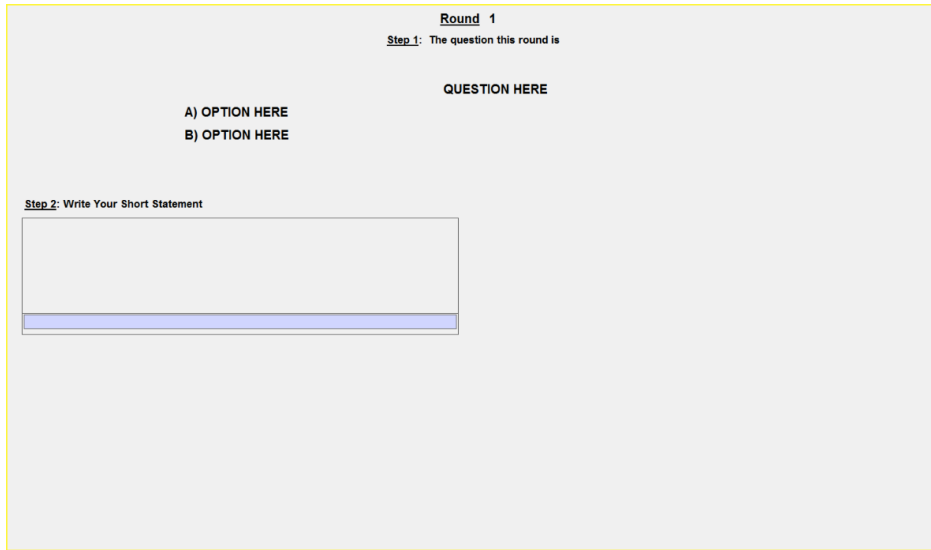 Round 1
Step 1: The question this round is
QUESTION HERE
A) OPTION HERE
B) OPTION HERE
Step 2: Write Your Short Statement